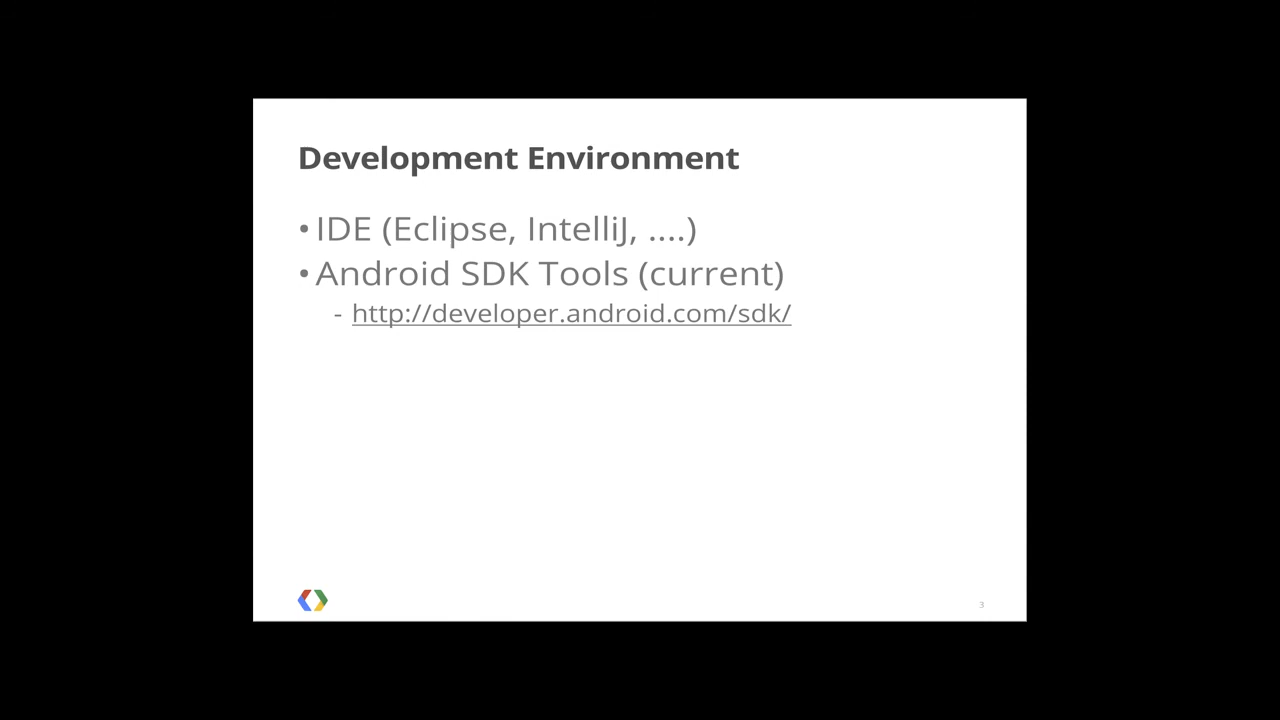 Development Environment
•IDE (Eclipse, IntelliJ, ....)
•Android SDK Tools (current)
- http://developer.android.com/sdk/
3